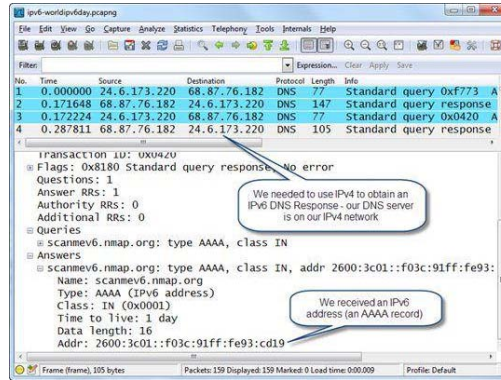 ipv6-worldipv6day.pcapng
File Edit View Go Capture Analyze Statistics Telephony Tools Internals Help
Filter: Expression... Clear Apply Save
No. Time Source Destination Protocol Length Info
1 0.000000 24.6.173.220 68.87.76.182 DNS 77 Standard query 0xf773 A
2 0.171648 68.87.76.182 24.6.173.220 DNS 147 Standard query response
3 0.172224 24.6.173.220 68.87.76.182 DNS 77 Standard query 0x0420 A
4 0.287811 68.87.76.182 24.6.173.220 DNS 105 Standard query response
Transaction ID: 0x0420
Flags: 0x8180 Standard query response, No error
Questions: 1
Answer RRs: 1
Authority RRs: 0
Additional RRs: 0
We needed to use IPv4 to obtain an
IPv6 DNS Response - our DNS server
is on our IPv4 network
Queries
scanmev6.nmap.org: type AAAA, class IN
Answers
scanmev6.nmap.org: type AAAA, class IN, addr 2600:3c01::f03c:91ff:fe93:
Name: scanmev6.nmap.org
Type: AAAA (IPv6 address)
Class: IN (0x0001)
Time to live: 1 day
Data length: 16
Addr: 2600:3c01::f03c:91ff:fe93:cd19
We received an IPv6
address (an AAAA record)
Frame (frame), 105 bytes Packets: 159 Displayed: 159 Marked: 0 Load time: 0:00.009 Profile: Default